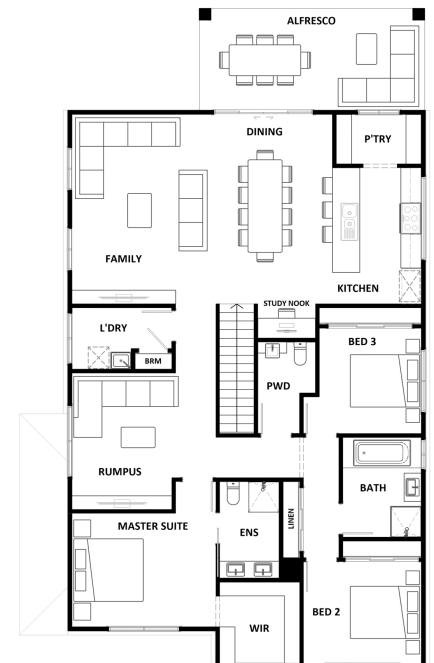 ALFRESCO
DINING
P'TRY
FAMILY
KITCHEN
STUDY NOOK
L'DRY
BED 3
BRM
PWD
RUMPUS
BATH
MASTER SUITE
ENS
LINEN
BED 2
WIR